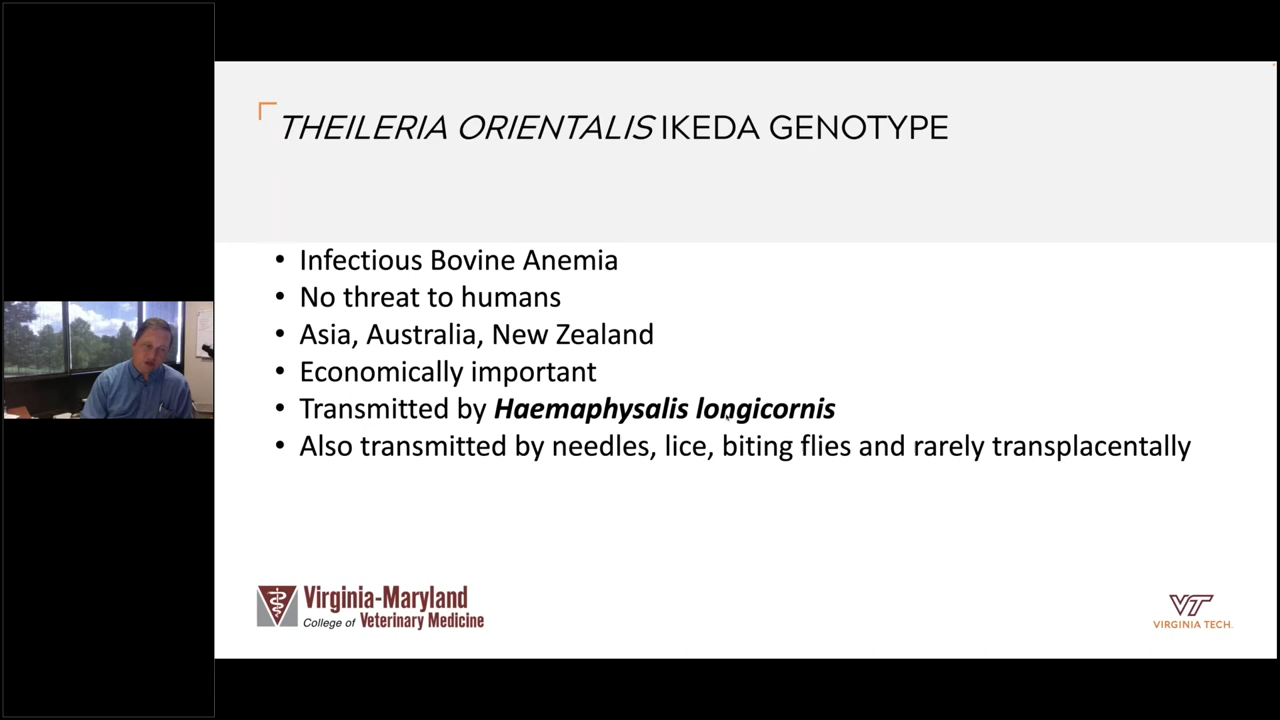 THEILERIA ORIENTALIS IKEDA GENOTYPE
• Infectious Bovine Anemia
• No threat to humans
• Asia, Australia, New Zealand
• Economically important
• Transmitted by Haemaphysalis longicornis
• Also transmitted by needles, lice, biting flies and rarely transplacentally
Virginia-Maryland
College of Veterinary Medicine
VT
VIRGINIA TECH.